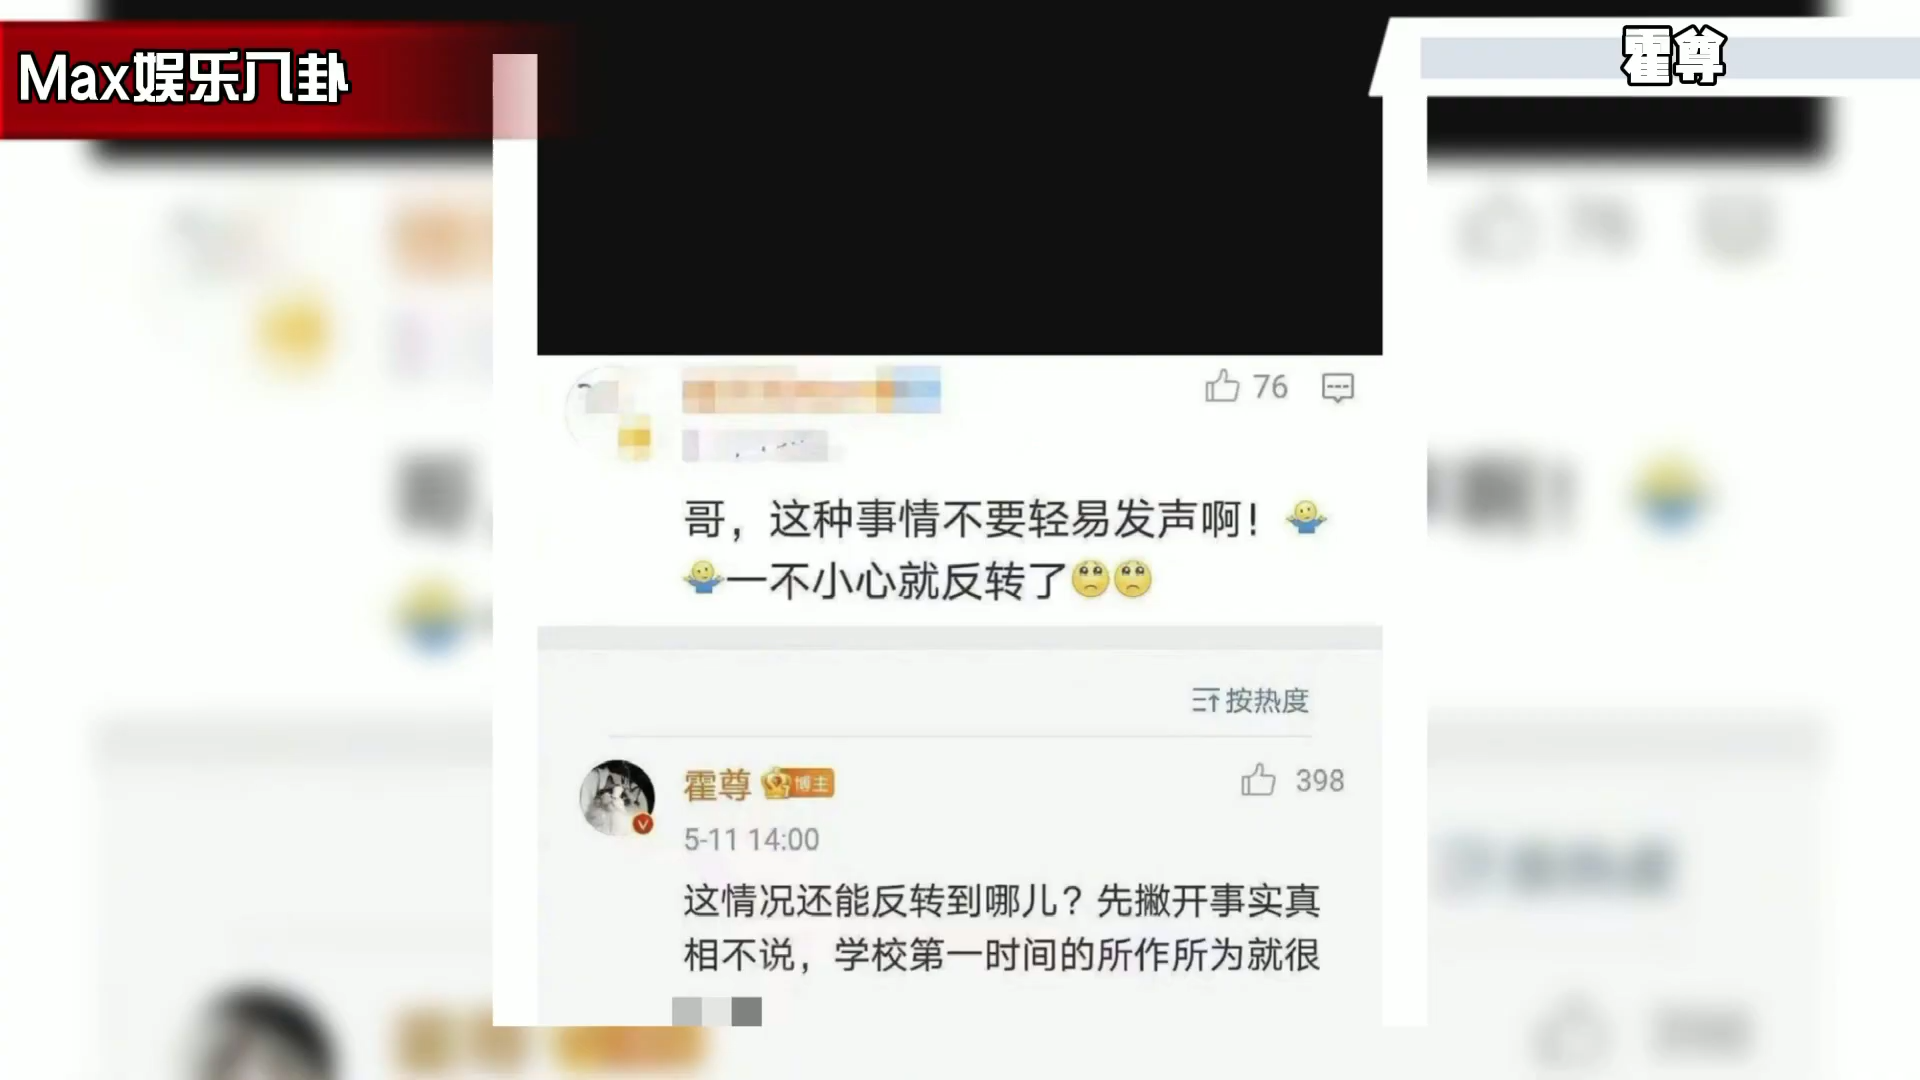 Max娱乐八卦
霍尊
76
哥，这种事情不要轻易发声啊！🤷‍♂️
🤷‍♂️一不小心就反转了🥺🥺
按热度
霍尊 博主
398
5-11 14:00
这情况还能反转到哪儿？先撇开事实真
相不说，学校第一时间的所作所为就很